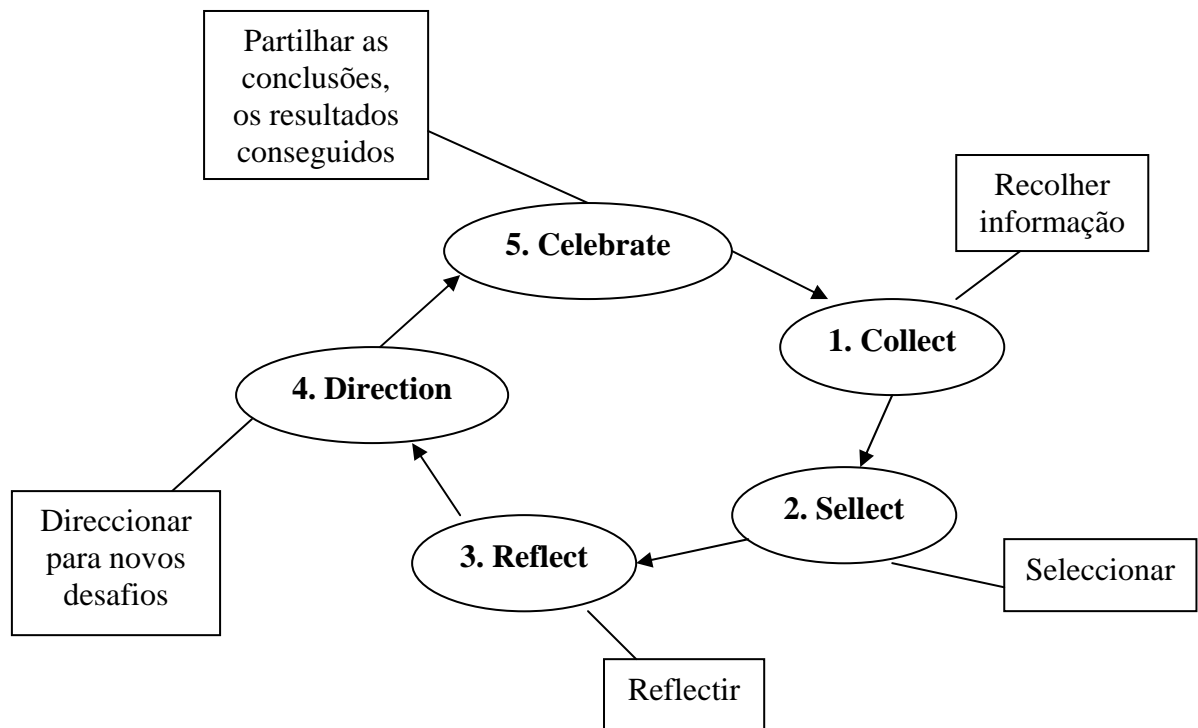 Partilhar as
conclusões,
os resultados
conseguidos
Recolher
informação
5. Celebrate
1. Collect
4. Direction
2. Sellect
3. Reflect
Direccionar
para novos
desafios
Seleccionar
Reflectir